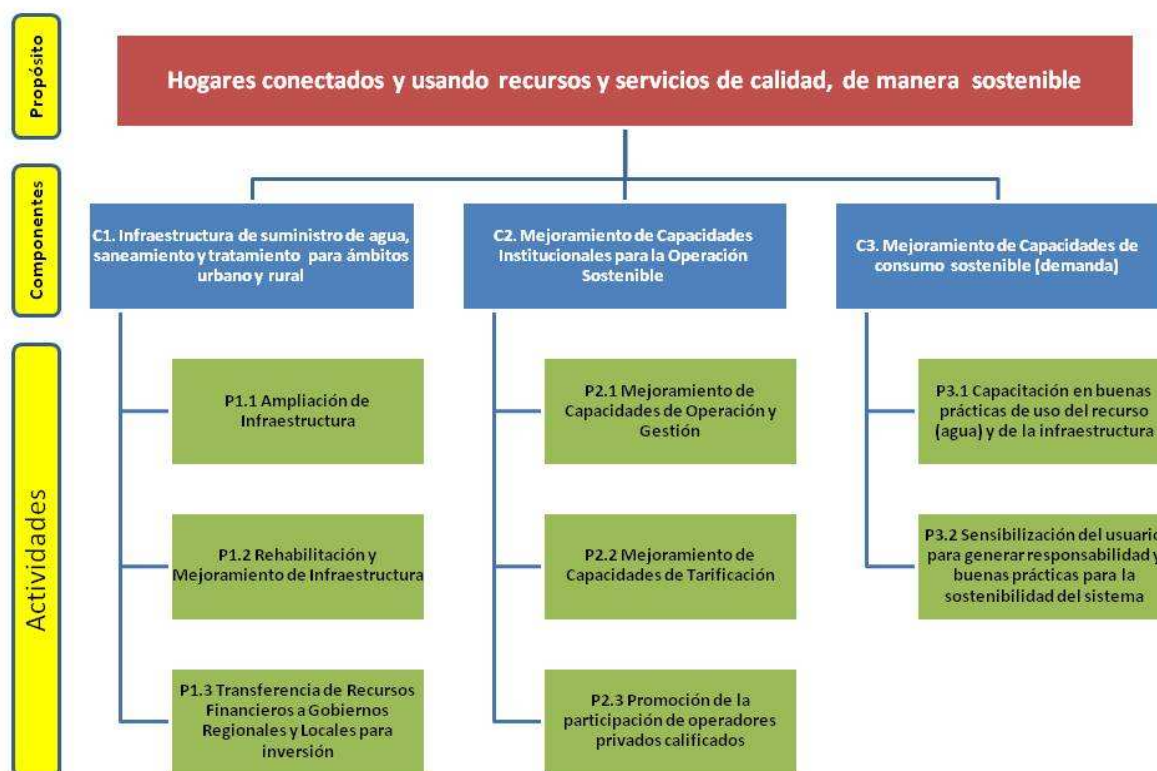 Propósito
Hogares conectados y usando recursos y servicios de calidad, de manera sostenible
Componentes
C1. Infraestructura de suministro de agua,
saneamiento y tratamiento para ámbitos
urbano y rural
C2. Mejoramiento de Capacidades
Institucionales para la Operación
Sostenible
C3. Mejoramiento de Capacidades de
consumo sostenible (demanda)
Actividades
P1.1 Ampliación de
Infraestructura
P1.2 Rehabilitación y
Mejoramiento de Infraestructura
P1.3 Transferencia de Recursos
Financieros a Gobiernos
Regionales y Locales para
inversión
P2.1 Mejoramiento de
Capacidades de Operación y
Gestión
P2.2 Mejoramiento de
Capacidades de Tarificación
P2.3 Promoción de la
participación de operadores
privados calificados
P3.1 Capacitación en buenas
prácticas de uso del recurso
(agua) y de la infraestructura
P3.2 Sensibilización del usuario
para generar responsabilidad y
buenas prácticas para la
sostenibilidad del sistema